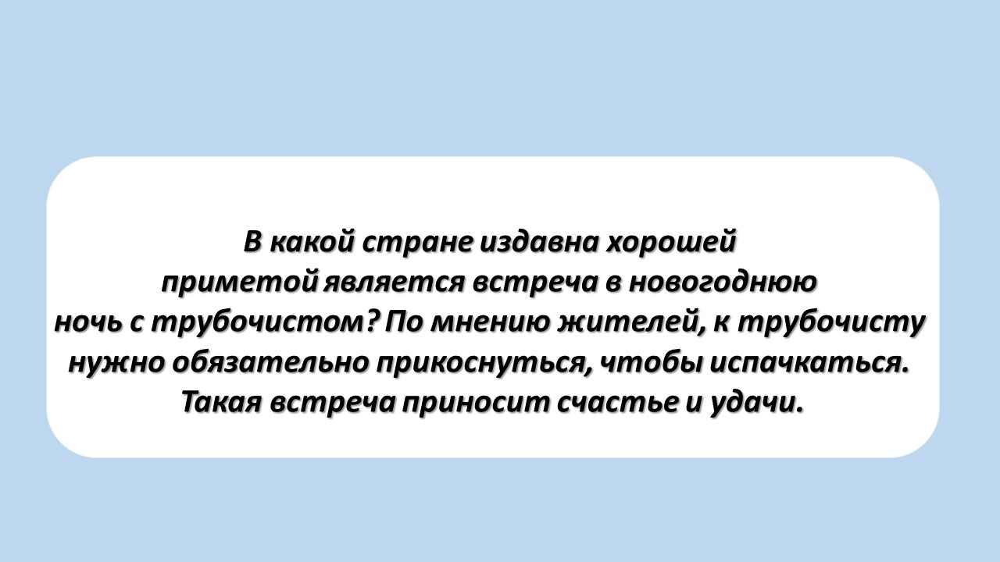 В какой стране издавна хорошей
приметой является встреча в новогоднюю
ночь с трубочистом? По мнению жителей, к трубочисту
нужно обязательно прикоснуться, чтобы испачкаться.
Такая встреча приносит счастье и удачи.